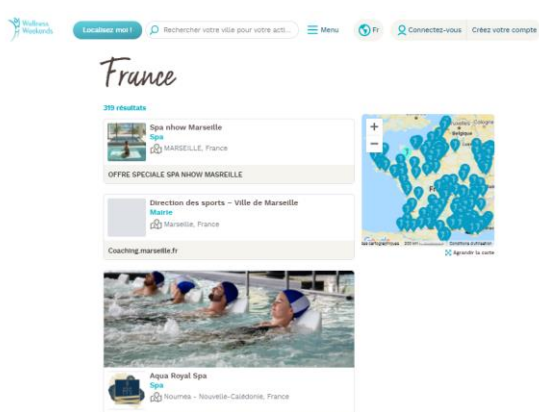 Wellness
Weekends
Localisez moi !
Rechercher votre ville pour votre acti...
Menu
Fr
Connectez-vous
Créez votre compte
France
319 résultats
Spa nhow Marseille
Spa
MARSEILLE, France
OFFRE SPECIALE SPA NHOW MASREILLE
Direction des sports – Ville de Marseille
Mairie
Marseille, France
Coaching.marseille.fr
Belgique
Agrandir la carte
Aqua Royal Spa
Spa
Noumea - Nouvelle-Calédonie, France